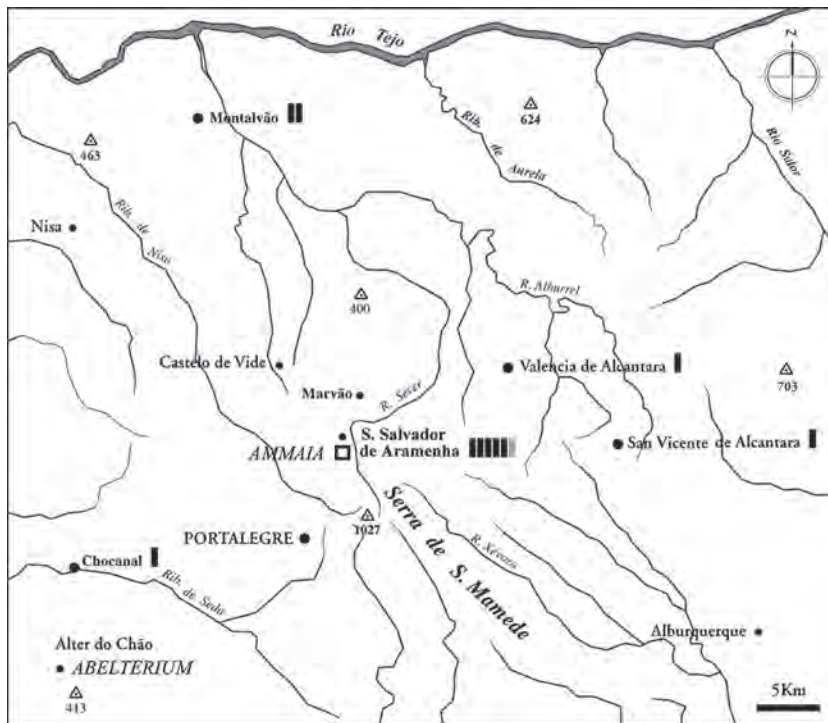 Rio Tejo
Z
624
Montalvão
463
Rib. de Aurela
Rio Salor
Nisa
Rib. de Nisa
R. Alburrel
400
Castelo de Vide
Valencia de Alcantara
703
Marvão
R. Sever
S. Salvador
de Aramenha
AMMAIA
San Vicente de Alcantara
1027
Serra de S. Mamede
PORTALEGRE
R. Xévora
Chocanal
Rib. de Seda
Alburquerque
Alter do Chão
ABELTERIUM
413
5Km